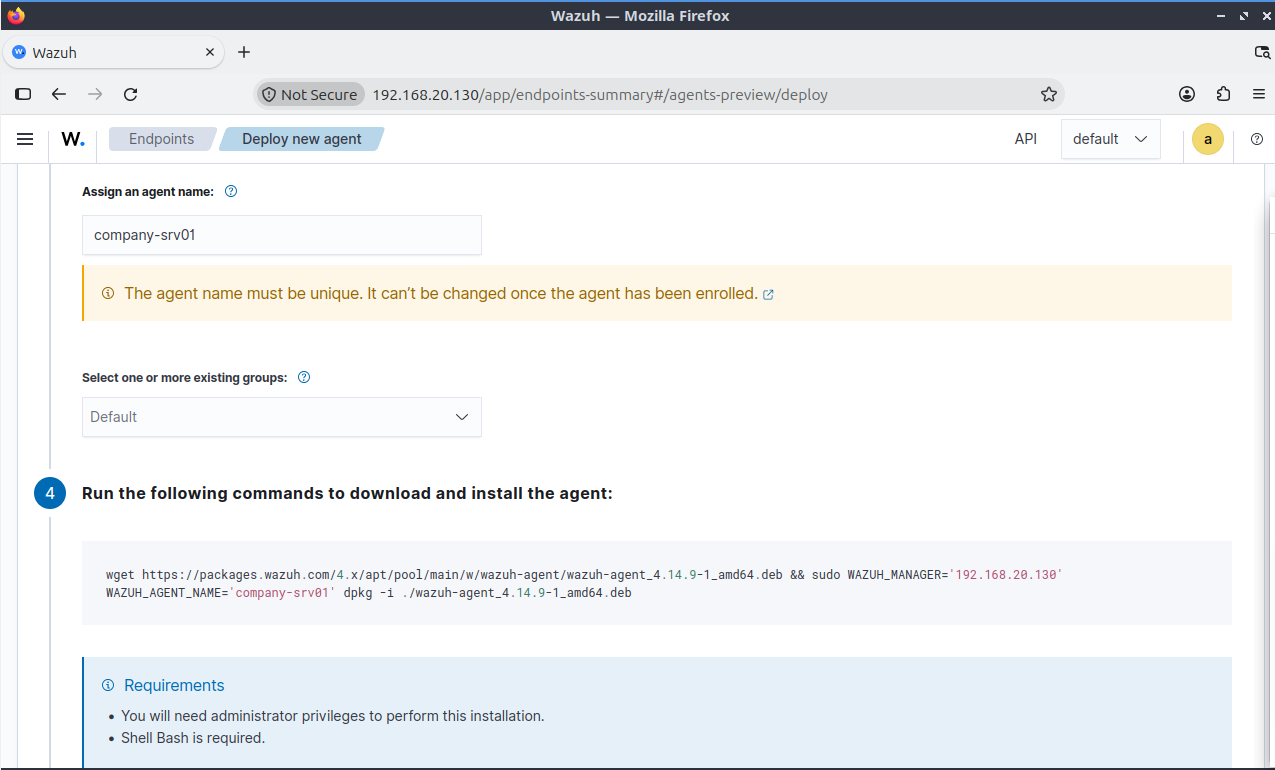 Wazuh — Mozilla Firefox
Wazuh
Not Secure 192.168.20.130/app/endpoints-summary#/agents-preview/deploy
W. Endpoints Deploy new agent API default a
Assign an agent name:
company-srv01
The agent name must be unique. It can’t be changed once the agent has been enrolled.
Select one or more existing groups:
Default
4 Run the following commands to download and install the agent:
wget https://packages.wazuh.com/4.x/apt/pool/main/w/wazuh-agent/wazuh-agent_4.14.9-1_amd64.deb && sudo WAZUH_MANAGER='192.168.20.130'
WAZUH_AGENT_NAME='company-srv01' dpkg -i ./wazuh-agent_4.14.9-1_amd64.deb
Requirements
• You will need administrator privileges to perform this installation.
• Shell Bash is required.